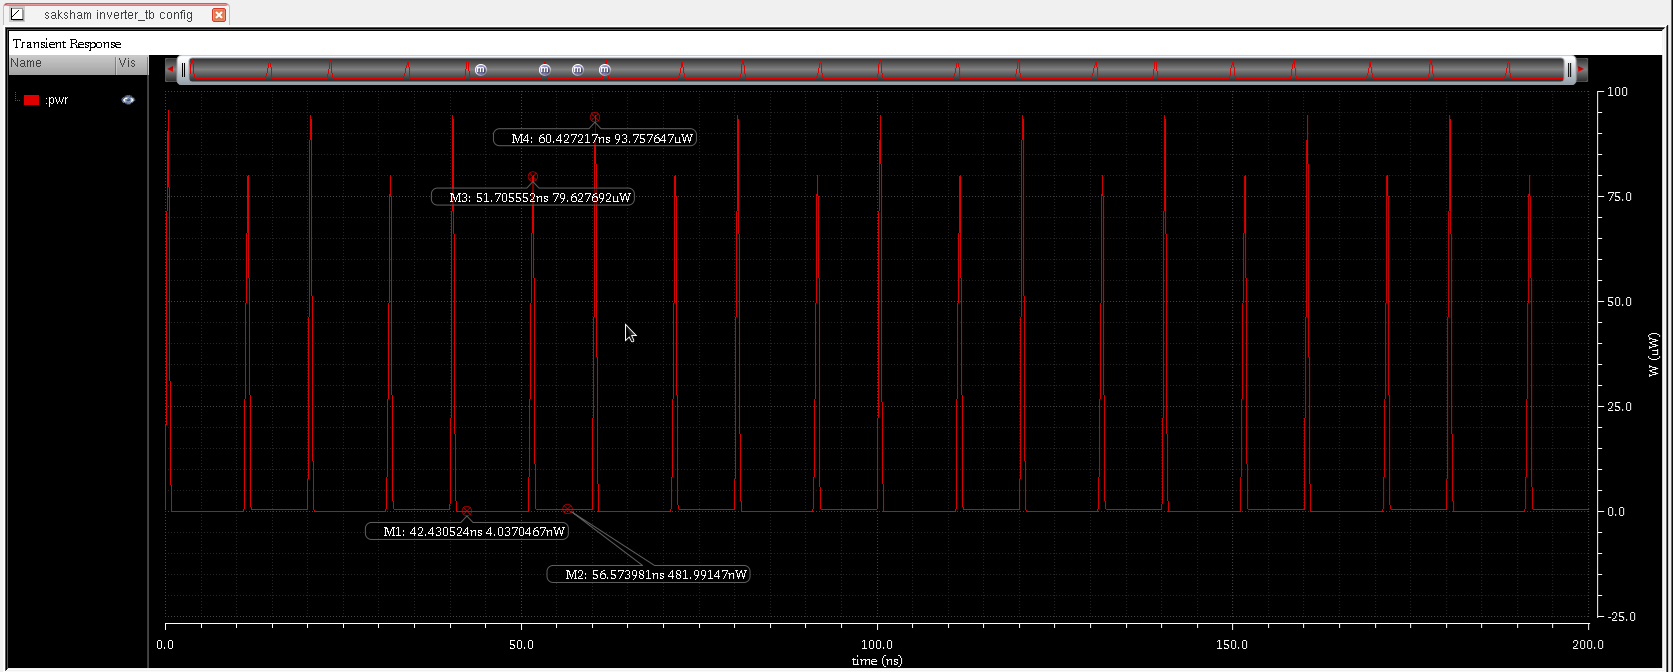 saksham inverter_tb config
Transient Response
Name Vis
:pwr
m m m m
100
M4: 60.427217ns 93.757647uW
M3: 51.705552ns 79.627692uW
75.0
50.0
W (uW)
25.0
0.0
M1: 42.430524ns 4.0370467nW
M2: 56.573981ns 481.99147nW
-25.0
0.0 50.0 100.0 150.0 200.0
time (ns)